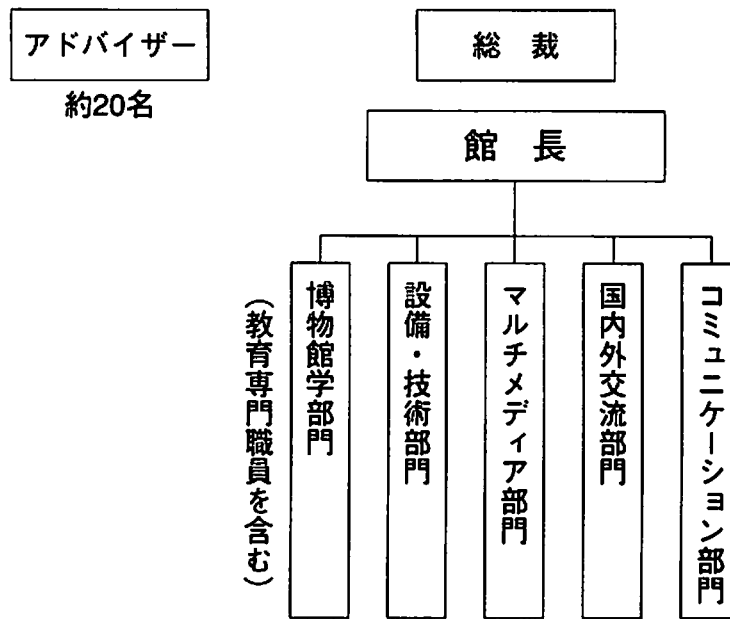 アドバイザー
約20名
総裁
館長
博物館学部門
(教育専門職員を含む)
設備・技術部門
マルチメディア部門
国内外交流部門
コミュニケーション部門